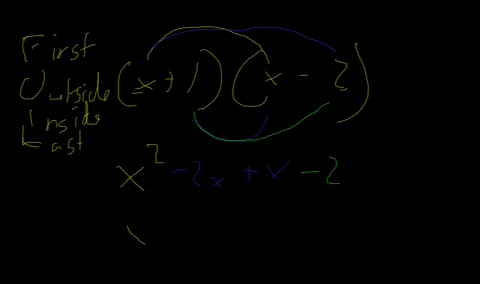 First
Outside
Inside
Last
(x + 1) (x - 2)
x² - 2x + x - 2